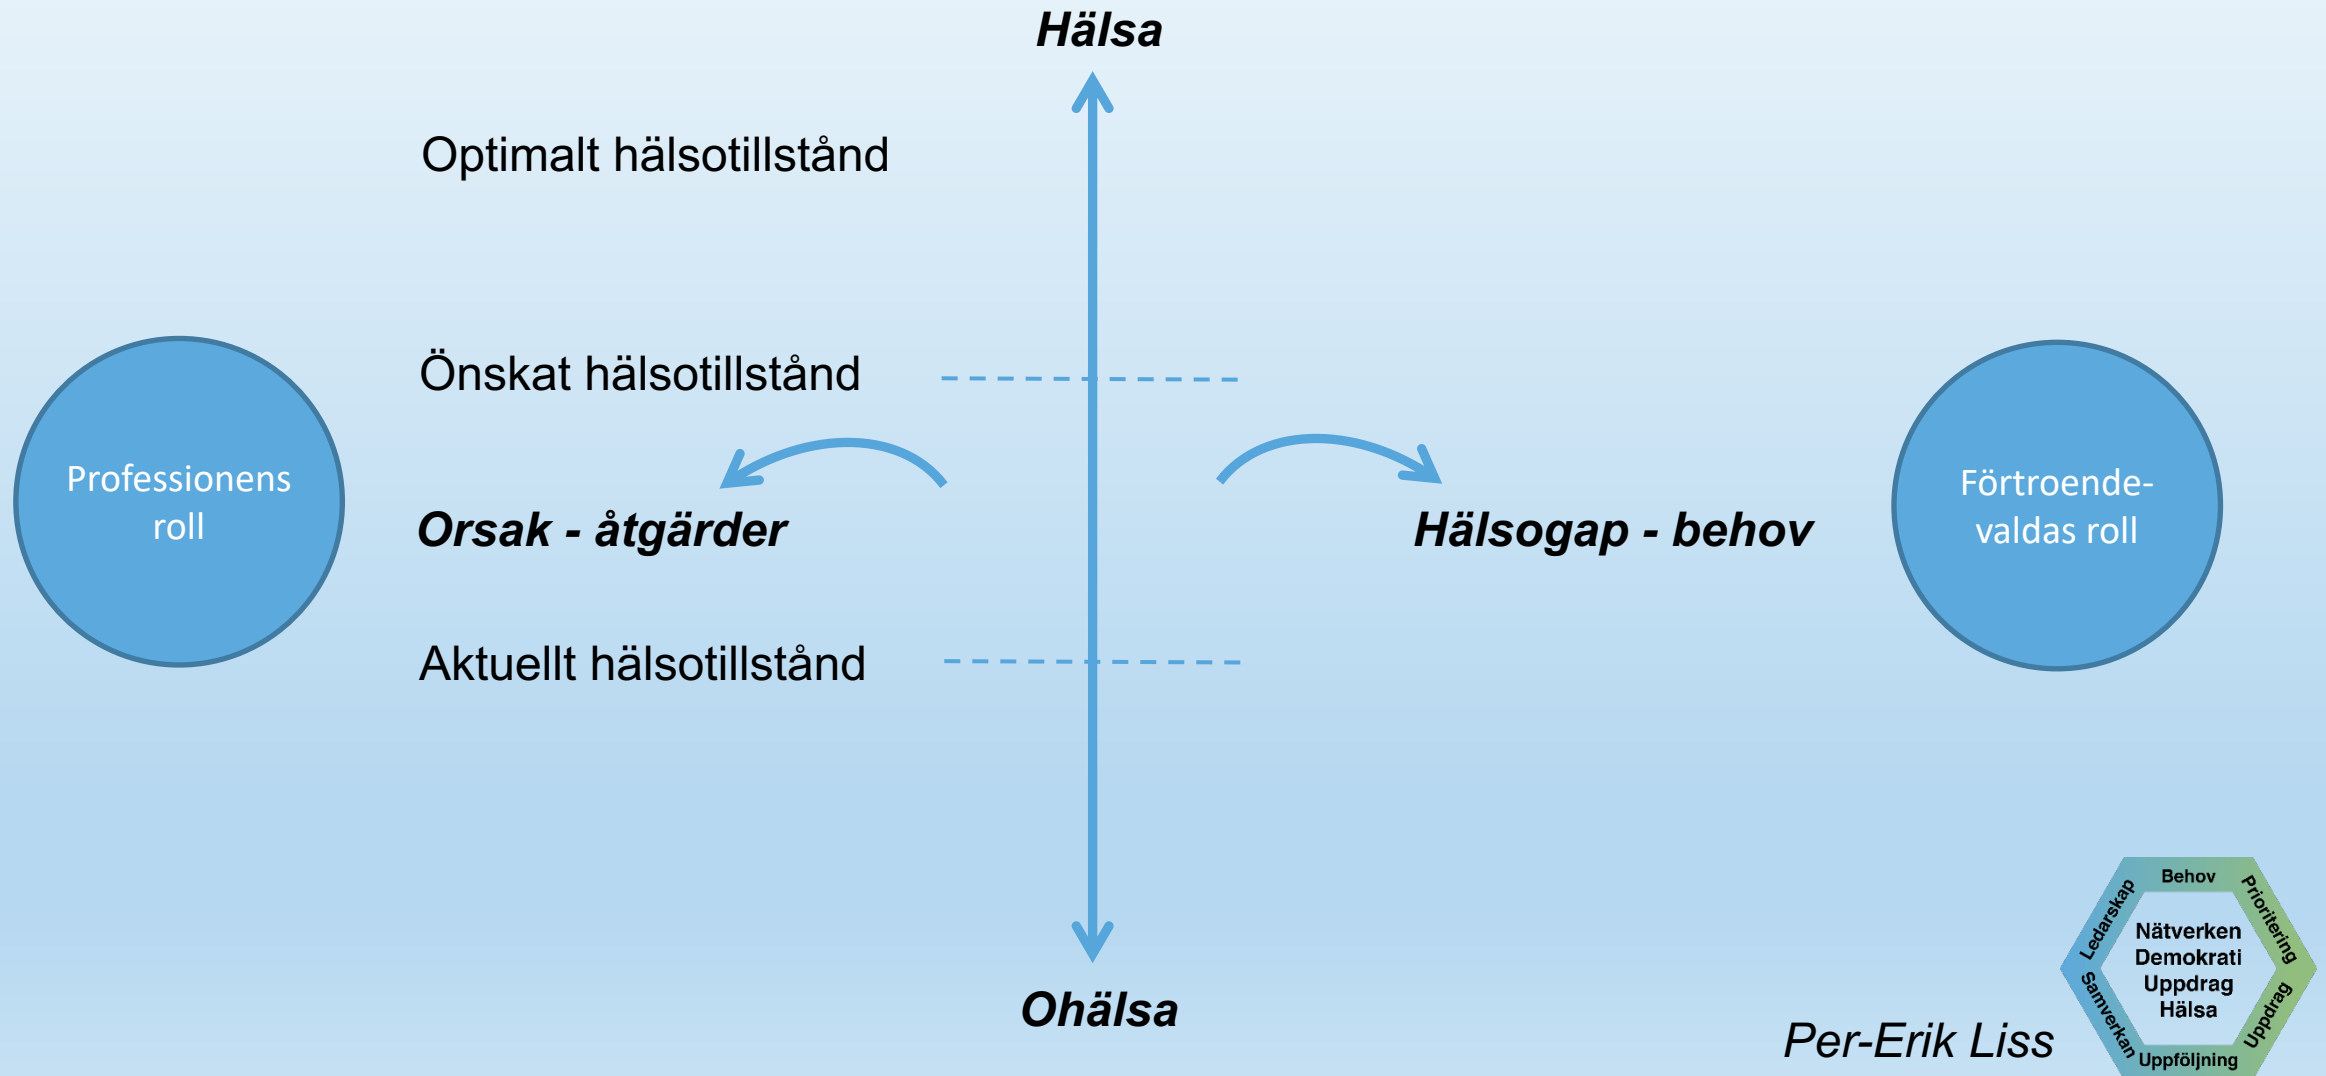 Hälsa
Optimalt hälsotillstånd
Önskat hälsotillstånd
Professionens
roll
Orsak - åtgärder
Hälsogap - behov
Förtroende-
valdas roll
Aktuellt hälsotillstånd
Ohälsa
Per-Erik Liss
Behov
Prioritering
Uppdrag
Uppföljning
Samverkan
Ledarskap
Nätverken
Demokrati
Uppdrag
Hälsa